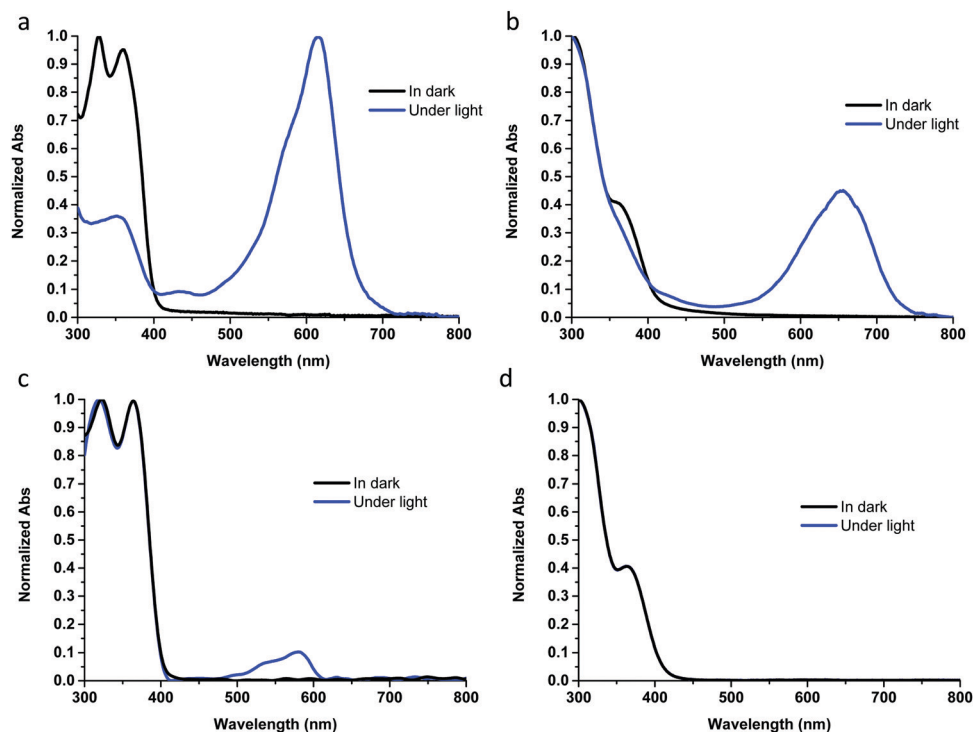 a
1.0
0.9
0.8
0.7
0.6
0.5
0.4
0.3
0.2
0.1
0.0
Normalized Abs
In dark
Under light
300 400 500 600 700 800
Wavelength (nm)
b
1.0
0.9
0.8
0.7
0.6
0.5
0.4
0.3
0.2
0.1
0.0
Normalized Abs
In dark
Under light
300 400 500 600 700 800
Wavelength (nm)
c
1.0
0.9
0.8
0.7
0.6
0.5
0.4
0.3
0.2
0.1
0.0
Normalized Abs
In dark
Under light
300 400 500 600 700 800
Wavelength (nm)
d
1.0
0.9
0.8
0.7
0.6
0.5
0.4
0.3
0.2
0.1
0.0
Normalized Abs
In dark
Under light
300 400 500 600 700 800
Wavelength (nm)